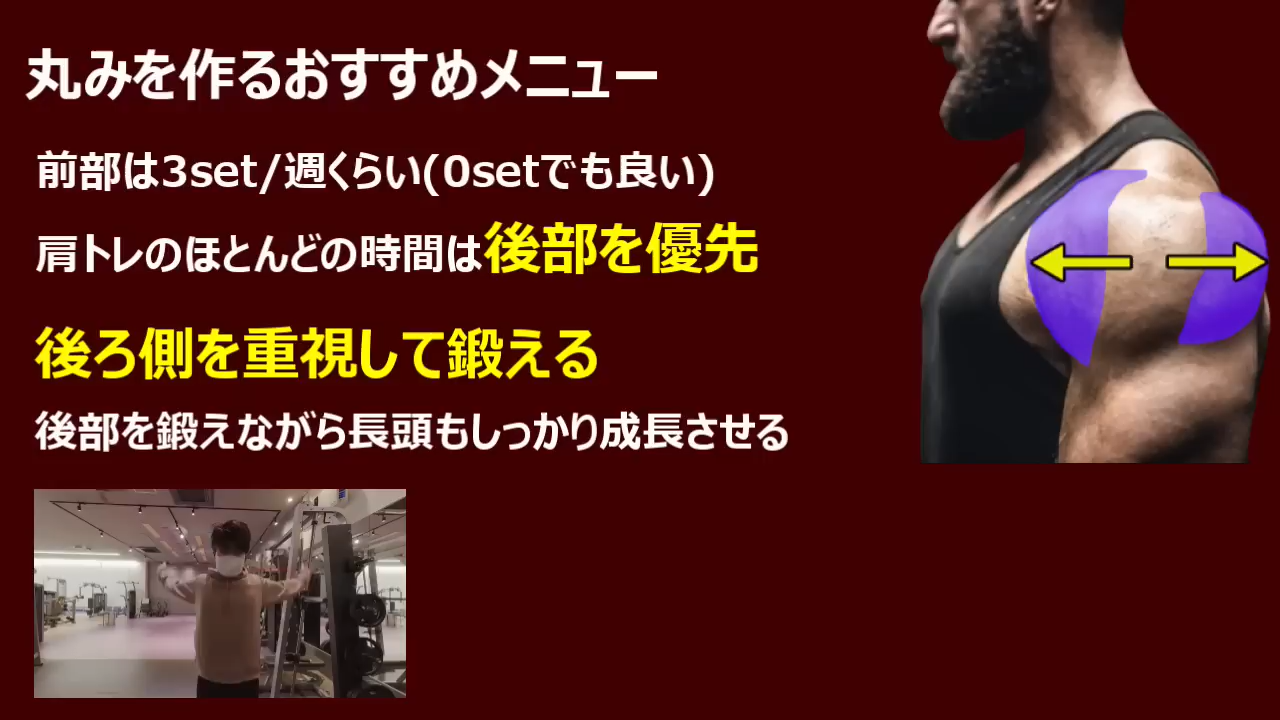 丸みを作るおすすめメニュー
前部は3set/週くらい(0setでも良い)
肩トレのほとんどの時間は後部を優先
後ろ側を重視して鍛える
後部を鍛えながら長頭もしっかり成長させる